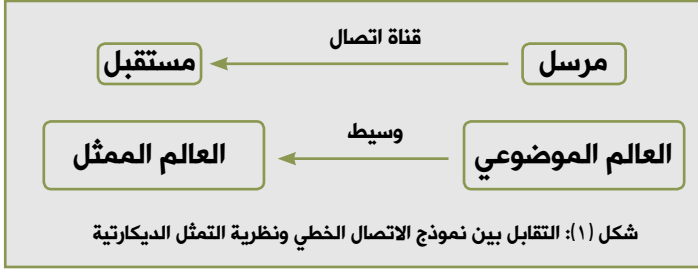 قناة اتصال
مرسل
مستقبل
وسيط
العالم الموضوعي
العالم الممثل
شكل (١): التقابل بين نموذج الاتصال الخطي ونظرية التمثل الديكارتية